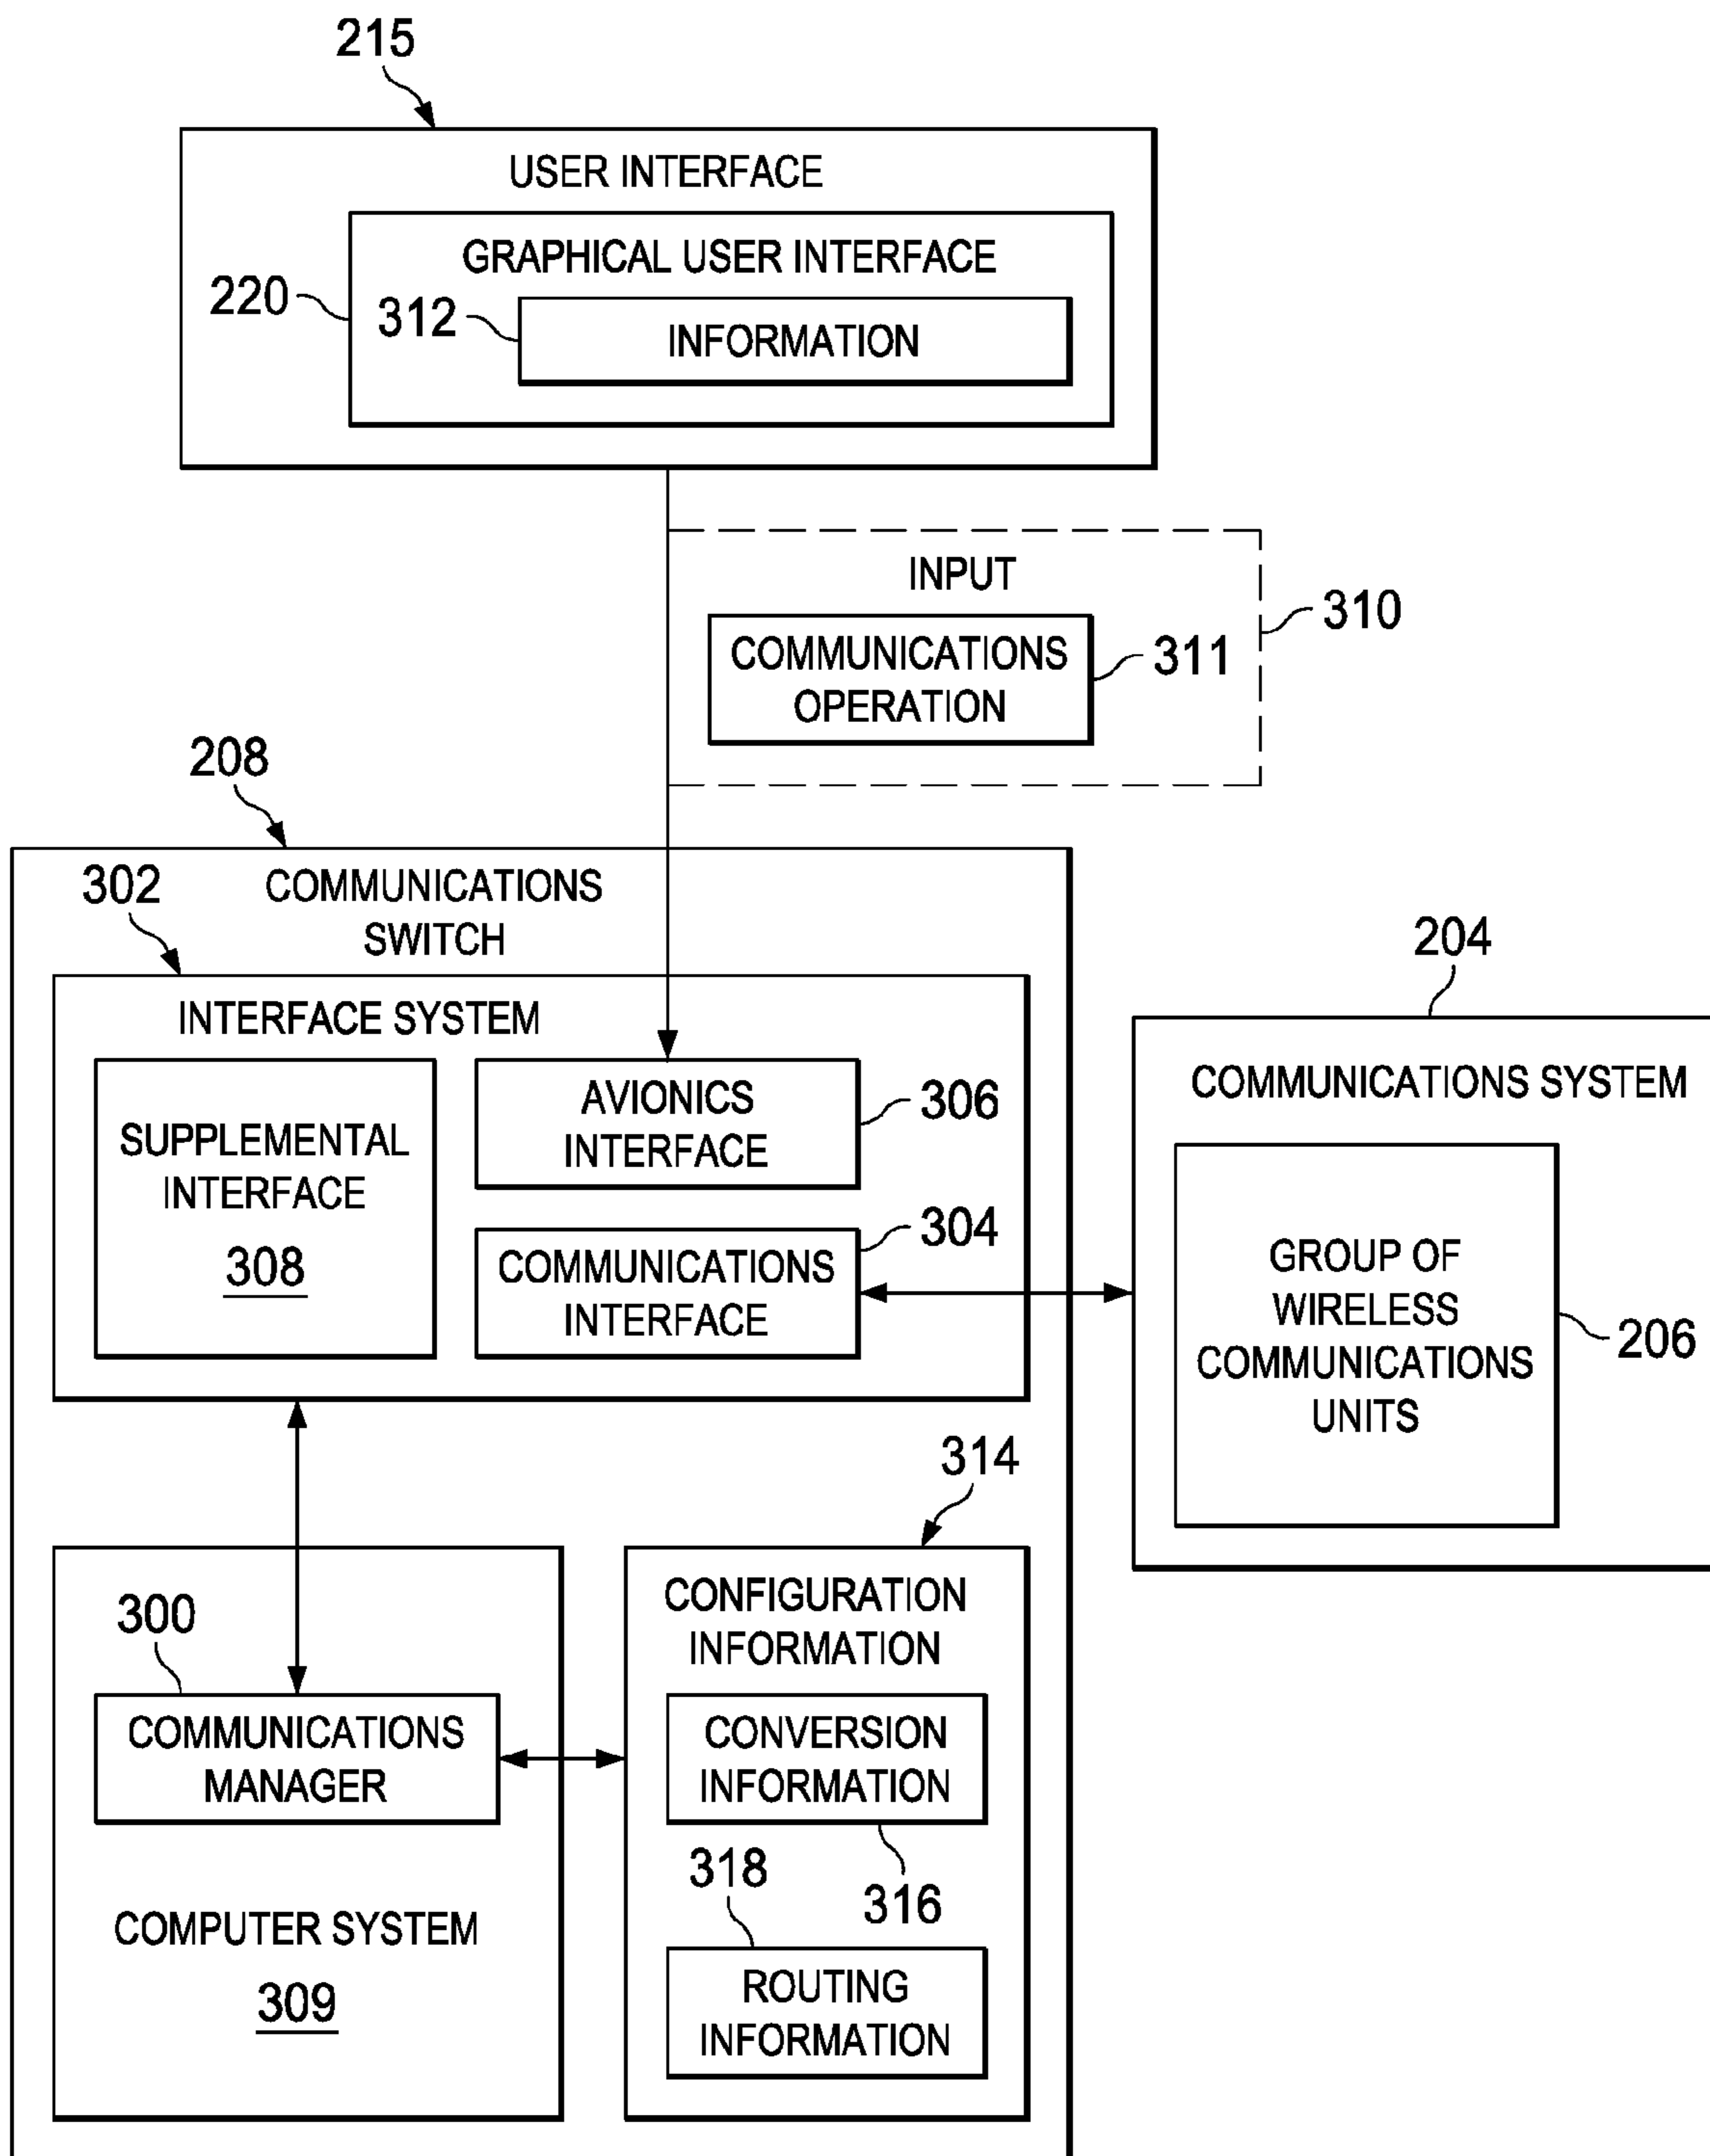 215
USER INTERFACE
GRAPHICAL USER INTERFACE
220
312
INFORMATION
INPUT
310
COMMUNICATIONS
OPERATION
311
208
COMMUNICATIONS
SWITCH
302
INTERFACE SYSTEM
SUPPLEMENTAL
INTERFACE
308
AVIONICS
INTERFACE
306
304
COMMUNICATIONS
INTERFACE
204
COMMUNICATIONS SYSTEM
GROUP OF
WIRELESS
COMMUNICATIONS
UNITS
206
314
300
COMMUNICATIONS
MANAGER
COMPUTER SYSTEM
309
CONFIGURATION
INFORMATION
CONVERSION
INFORMATION
316
318
ROUTING
INFORMATION